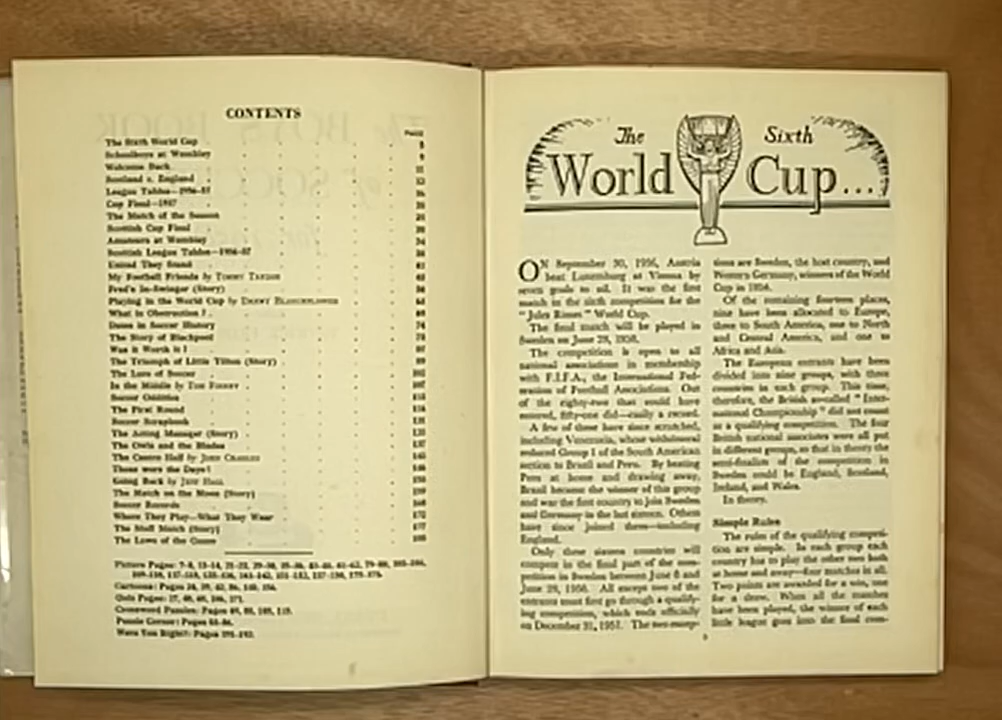 CONTENTS
PAGE
The Sixth World Cup
Schoolboys at Wembley
Welcome Back
Scotland v. England
League Tables—1956-57
Cup Final—1957
The Match of the Season
Scottish Cup Final
Amateurs at Wembley
Scottish League Tables—1956-57
United They Stand
My Football Friends by TOMMY TAYLOR
Fred's In-Swinger (Story)
Playing in the World Cup by DANNY BLANCHFLOWER
What is Obstruction?
Dates in Soccer History
The Story of Blackpool
Was it Worth it?
The Triumph of Little Tilton (Story)
The Lure of Soccer
In the Middle by TOM FINNEY
Soccer Oddities
The First Round
Soccer Scrapbook
The Acting Manager (Story)
The Owls and the Blades
The Centre Half by JOHN CHARLES
Those were the Days!
Going Back by JEFF HALL
The Match on the Moon (Story)
Soccer Records
Where They Play—What They Wear
The Laws of the Game
Picture Pages:
Cartoons: Pages
Quiz Pages:
Crossword Puzzles: Pages
Puzzle Corner: Pages
Were You Right?: Pages 191-192.
The Sixth
World Cup...
ON September 30, 1956, Austria
beat Luxemburg at Vienna by
seven goals to nil. It was the first
match in the sixth competition for the
"Jules Rimes" World Cup.
The final match will be played in
Sweden on June 29, 1958.
The competition is open to all
national associations in membership
with F.I.F.A., the International Fed-
eration of Football Associations. Out
of the eighty-two that could have
entered, fifty-one did—easily a record.
A few of these have since scratched,
including Venezuela, whose withdrawal
reduced Group 1 of the South American
section to Brazil and Peru. By beating
Peru at home and drawing away,
Brazil became the winner of this group
and was the first country to join Sweden
and Germany in the last sixteen. Others
have since joined them—including
England.
Only these sixteen countries will
compete in the final part of the com-
petition in Sweden between June 8 and
June 29, 1958. All except two of the
entrants must first go through a qualify-
ing competition, which ends officially
on December 31, 1957. The two excep-
tions are Sweden, the host country, and
Western Germany, winners of the World
Cup in 1954.
Of the remaining fourteen places,
nine have been allocated to Europe,
three to South America, one to North
and Central America, and one to
Africa and Asia.
The European entrants have been
divided into nine groups, with three
countries in each group. This time,
therefore, the British so-called "Inter-
national Championship" did not count
as a qualifying competition. The four
British national associates were all put
in different groups, so that in theory the
semi-finalists of the competition in
Sweden could be England, Scotland,
Ireland, and Wales.
In theory.
Simple Rules
The rules of the qualifying competi-
tion are simple. In each group each
country has to play the other two both
at home and away—four matches in all.
Two points are awarded for a win, one
for a draw. When all the matches
have been played, the winner of each
little league goes into the final com-